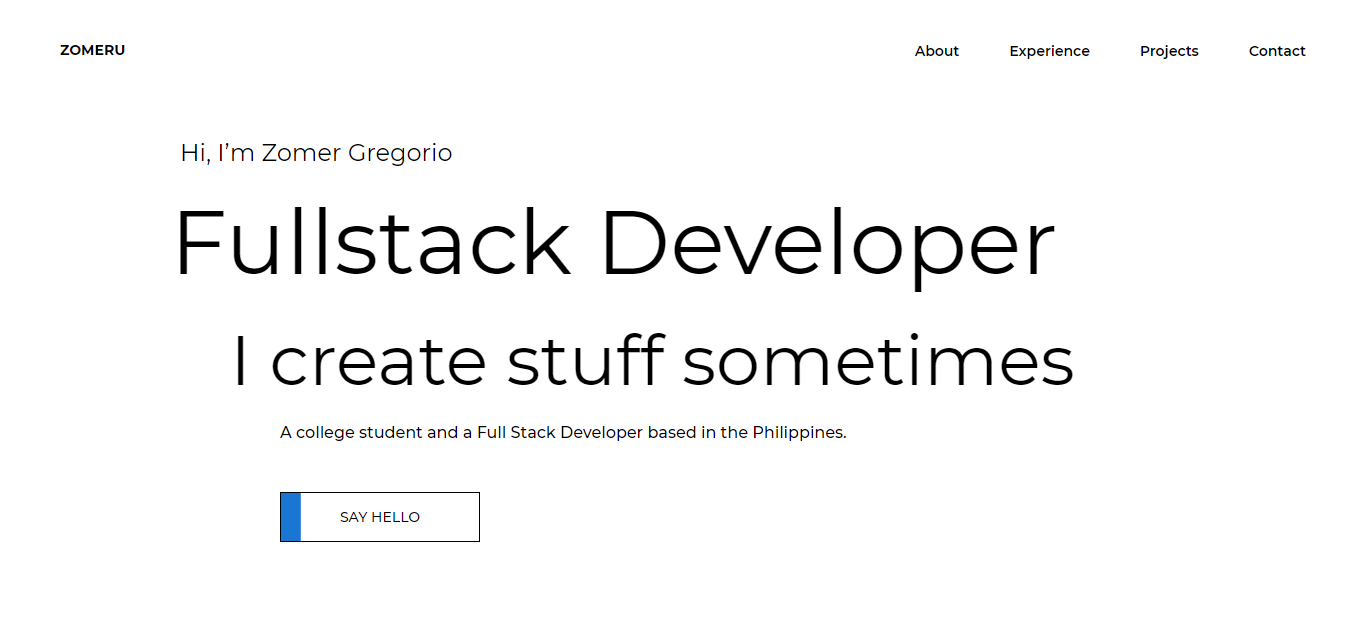 ZOMERU
About Experience Projects Contact
Hi, I’m Zomer Gregorio
Fullstack Developer
I create stuff sometimes
A college student and a Full Stack Developer based in the Philippines.
SAY HELLO